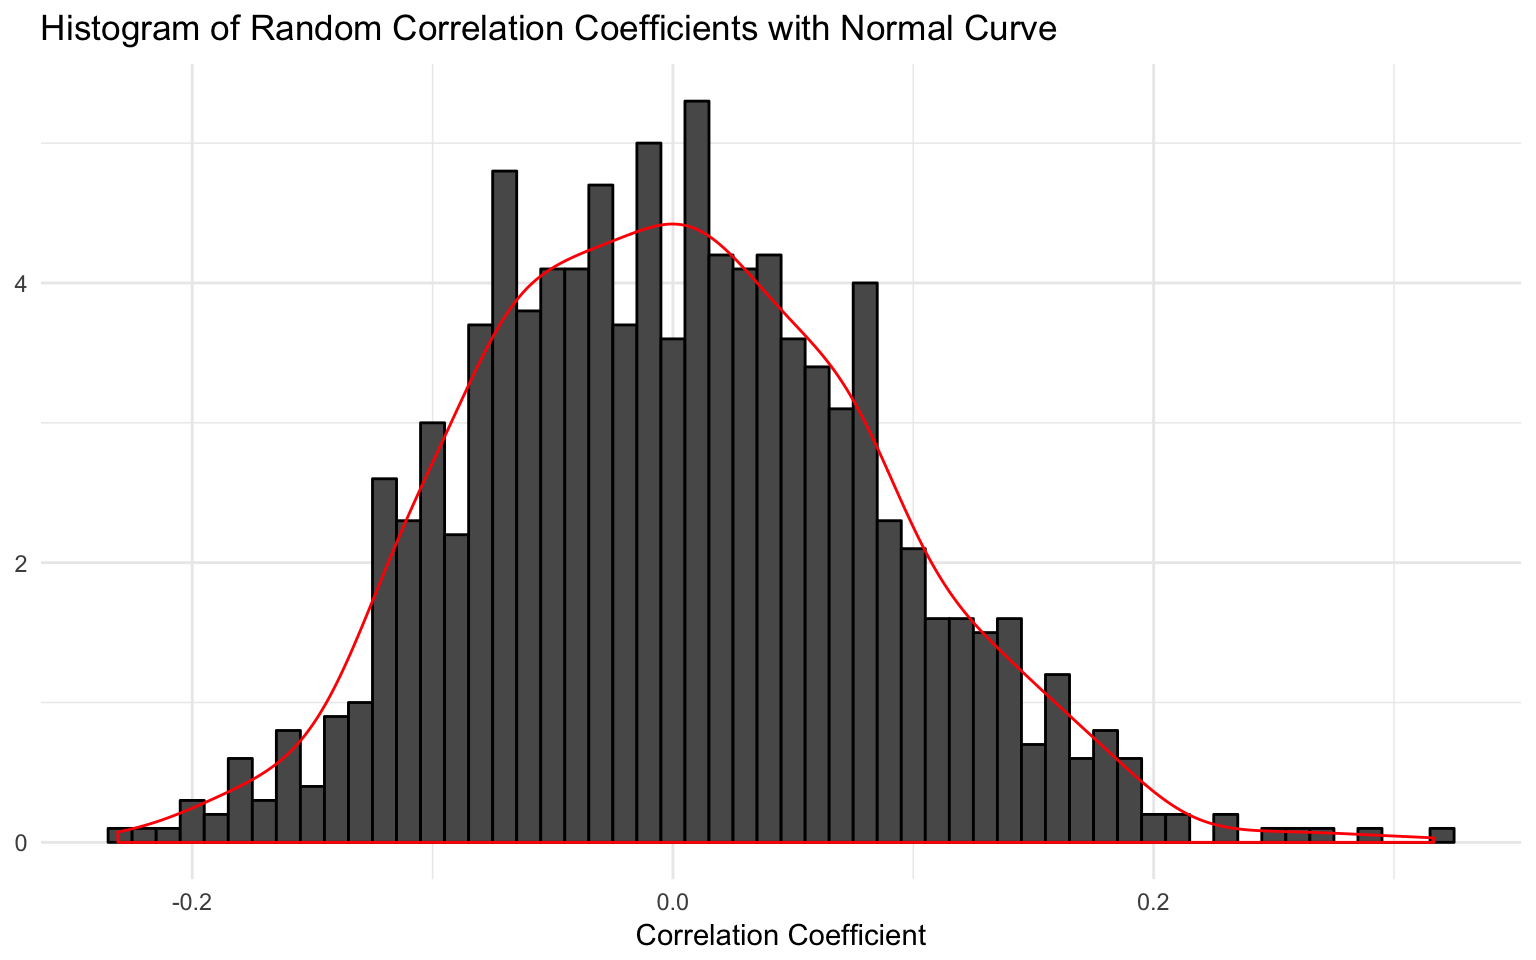 Histogram of Random Correlation Coefficients with Normal Curve
4
2
0
-0.2 0.0 0.2
Correlation Coefficient